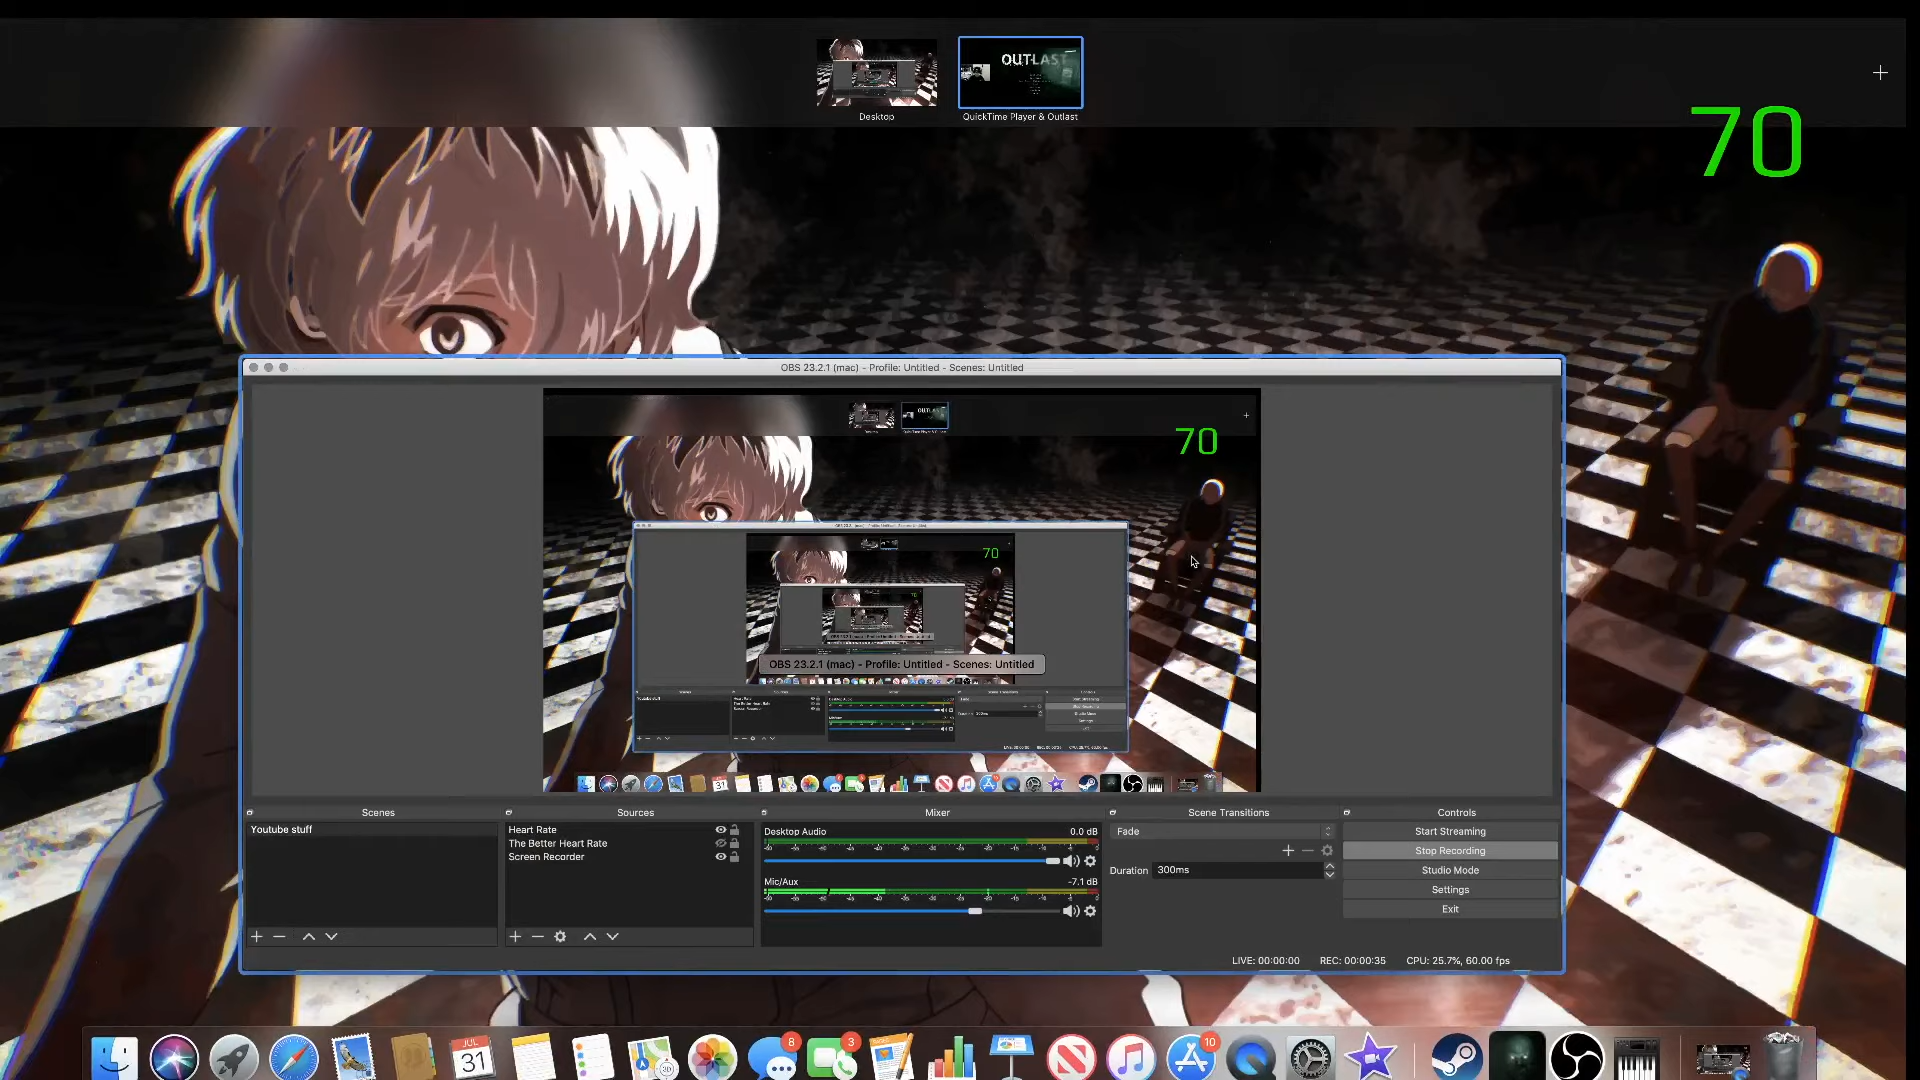 OUTLAST
Desktop
QuickTime Player & Outlast
70
OBS 23.2.1 (mac) - Profile: Untitled - Scenes: Untitled
OUTLAST
70
70
OBS 23.2.1 (mac) - Profile: Untitled - Scenes: Untitled
Scenes
Sources
Mixer
Scene Transitions
Controls
Youtube stuff
Heart Rate
The Better Heart Rate
Screen Recorder
Desktop Audio
0.0 dB
Mic/Aux
-7.1 dB
Fade
Duration
300ms
Start Streaming
Stop Recording
Studio Mode
Settings
Exit
LIVE: 00:00:00
REC: 00:00:35
CPU: 25.7%, 60.00 fps
JUL
31
3D
8
3
10